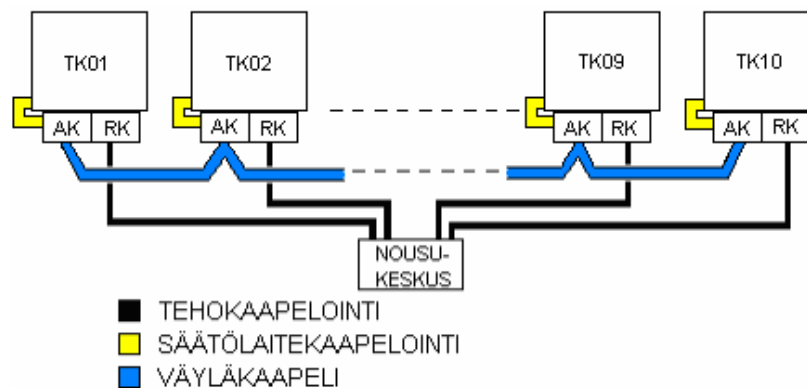 TK01
TK02
TK09
TK10
AK RK
AK RK
AK RK
AK RK
NOUSU-
KESKUS
TEHOKAAPELOINTI
SÄÄTÖLAITEKAAPELOINTI
VÄYLÄKAAPELI